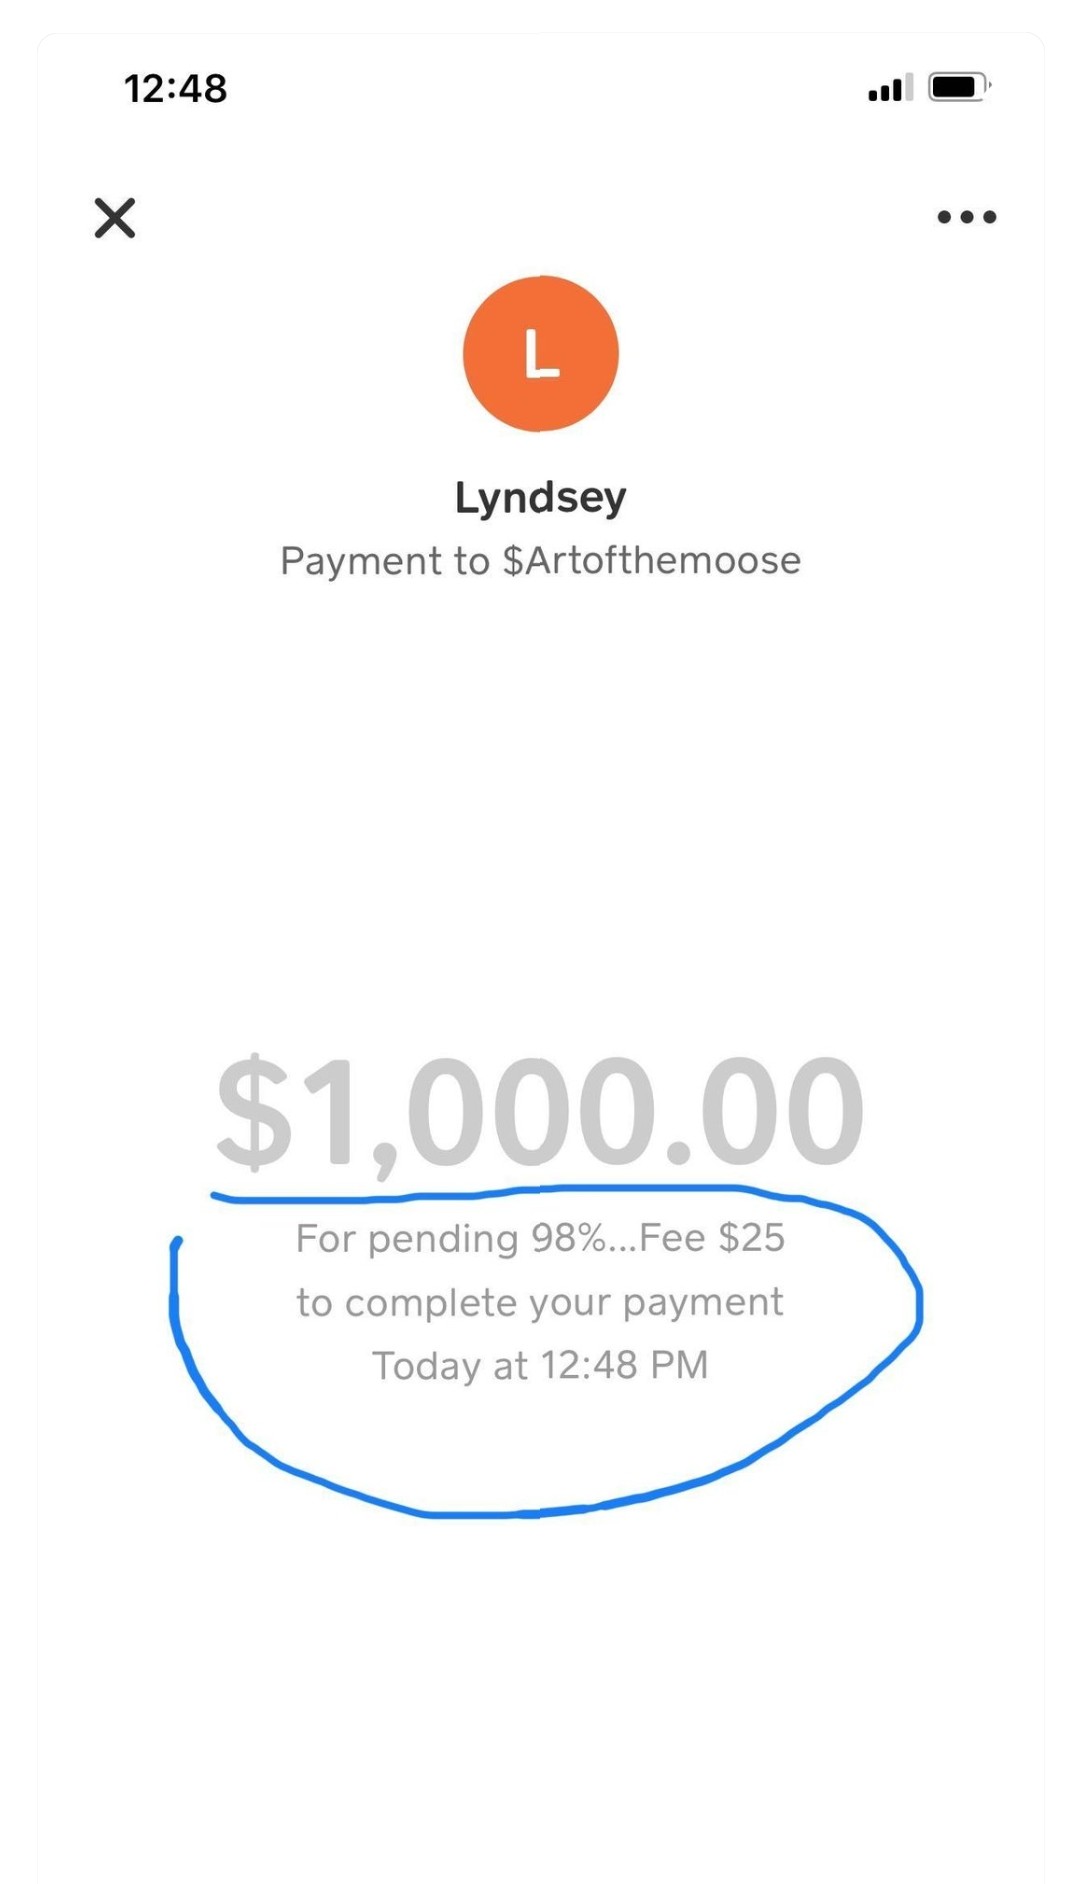 12:48
L
Lyndsey
Payment to $Artofthemoose
$1,000.00
For pending 98%...Fee $25
to complete your payment
Today at 12:48 PM